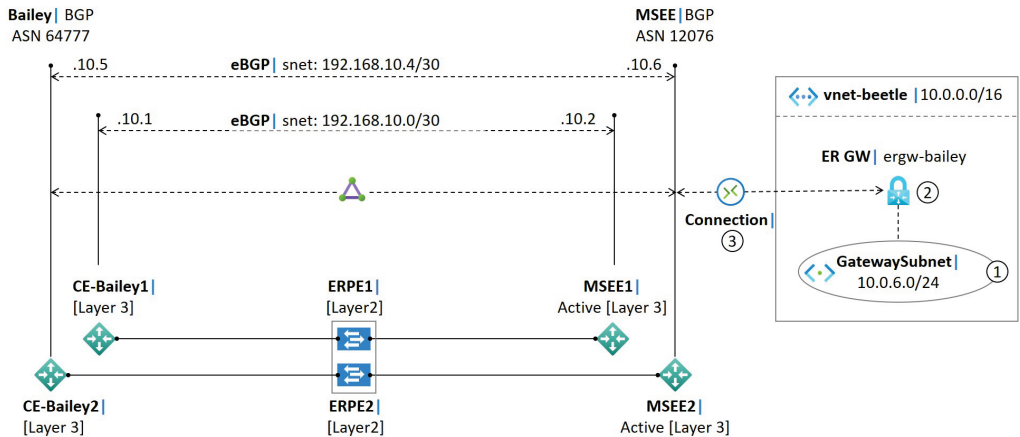 Bailey| BGP
ASN 64777
MSEE|BGP
ASN 12076
.10.5
eBGP| snet: 192.168.10.4/30
.10.6
.10.1
eBGP| snet: 192.168.10.0/30
.10.2
vnet-beetle |10.0.0.0/16
ER GW| ergw-bailey
2
Connection|
3
GatewaySubnet|
10.0.6.0/24
1
CE-Bailey1|
[Layer 3]
ERPE1|
[Layer2]
MSEE1|
Active [Layer 3]
CE-Bailey2|
[Layer 3]
ERPE2|
[Layer2]
MSEE2|
Active [Layer 3]